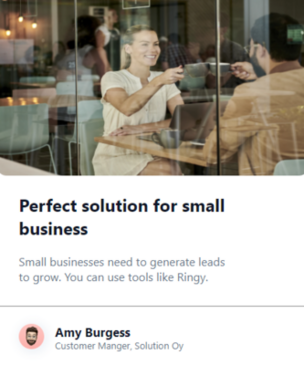 Perfect solution for small
business
Small businesses need to generate leads
to grow. You can use tools like Ringy.
Amy Burgess
Customer Manger, Solution Oy